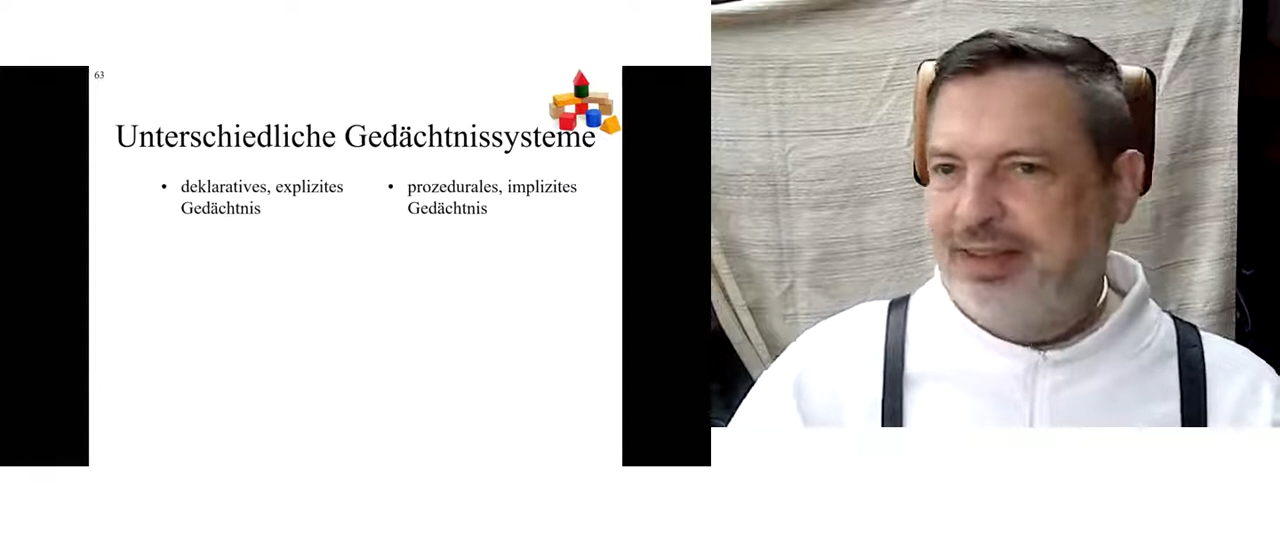 63
Unterschiedliche Gedächtnissysteme
• deklaratives, explizites
Gedächtnis
• prozedurales, implizites
Gedächtnis